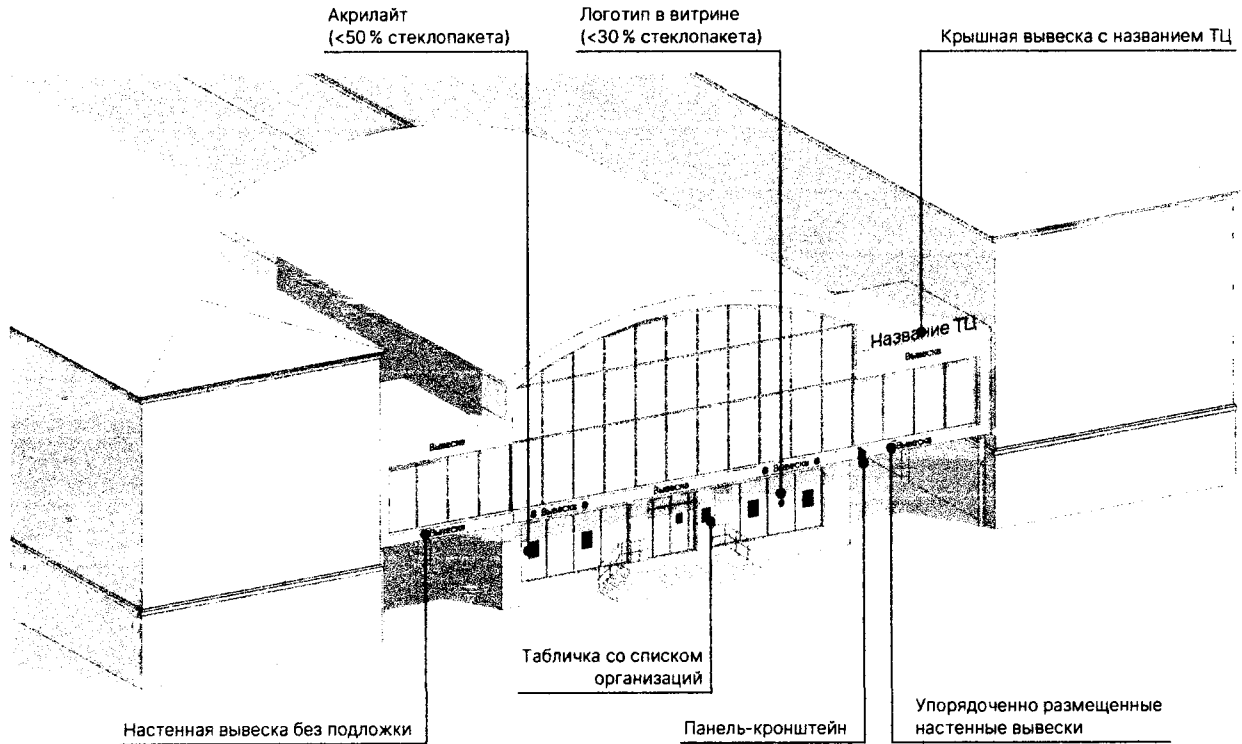 Акрилайт
(<50 % стеклопакета)
Логотип в витрине
(<30 % стеклопакета)
Крышная вывеска с названием ТЦ
Название ТЦ
Вывеска
Вывеска
Вывеска
Вывеска
Вывеска
Вывеска
Вывеска
Табличка со списком
организаций
Настенная вывеска без подложки
Панель-кронштейн
Упорядоченно размещенные
настенные вывески